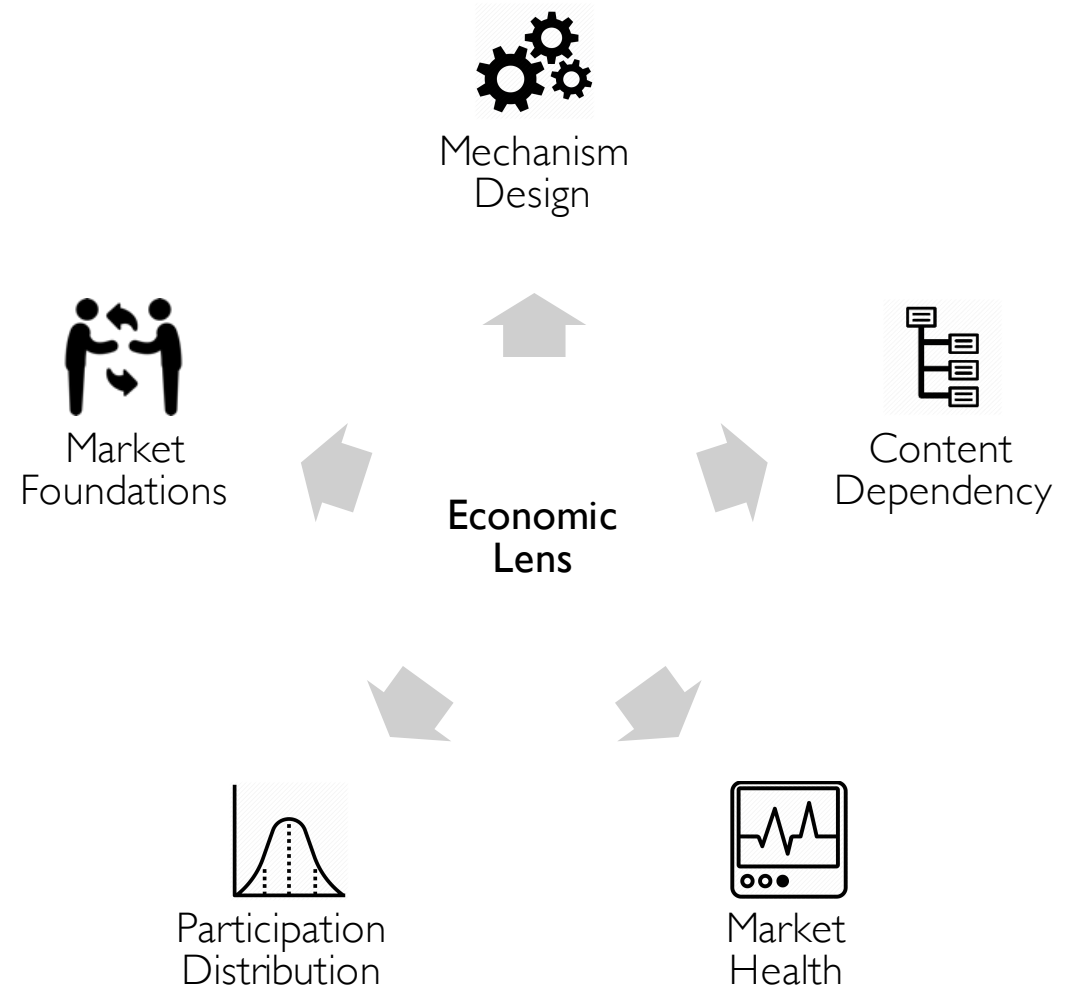 Mechanism
Design
Market
Foundations
Content
Dependency
Economic
Lens
Participation
Distribution
Market
Health